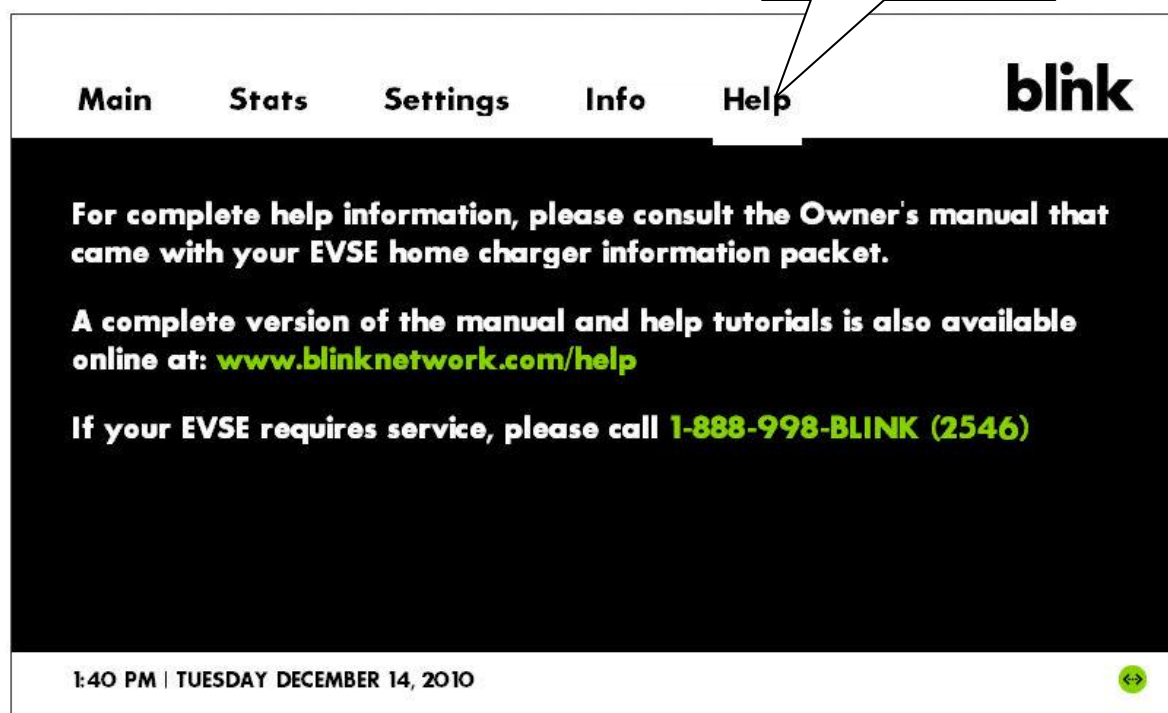 Main Stats Settings Info Help blink
For complete help information, please consult the Owner's manual that
came with your EVSE home charger information packet.
A complete version of the manual and help tutorials is also available
online at: www.blinknetwork.com/help
If your EVSE requires service, please call 1-888-998-BLINK (2546)
1:40 PM | TUESDAY DECEMBER 14, 2010